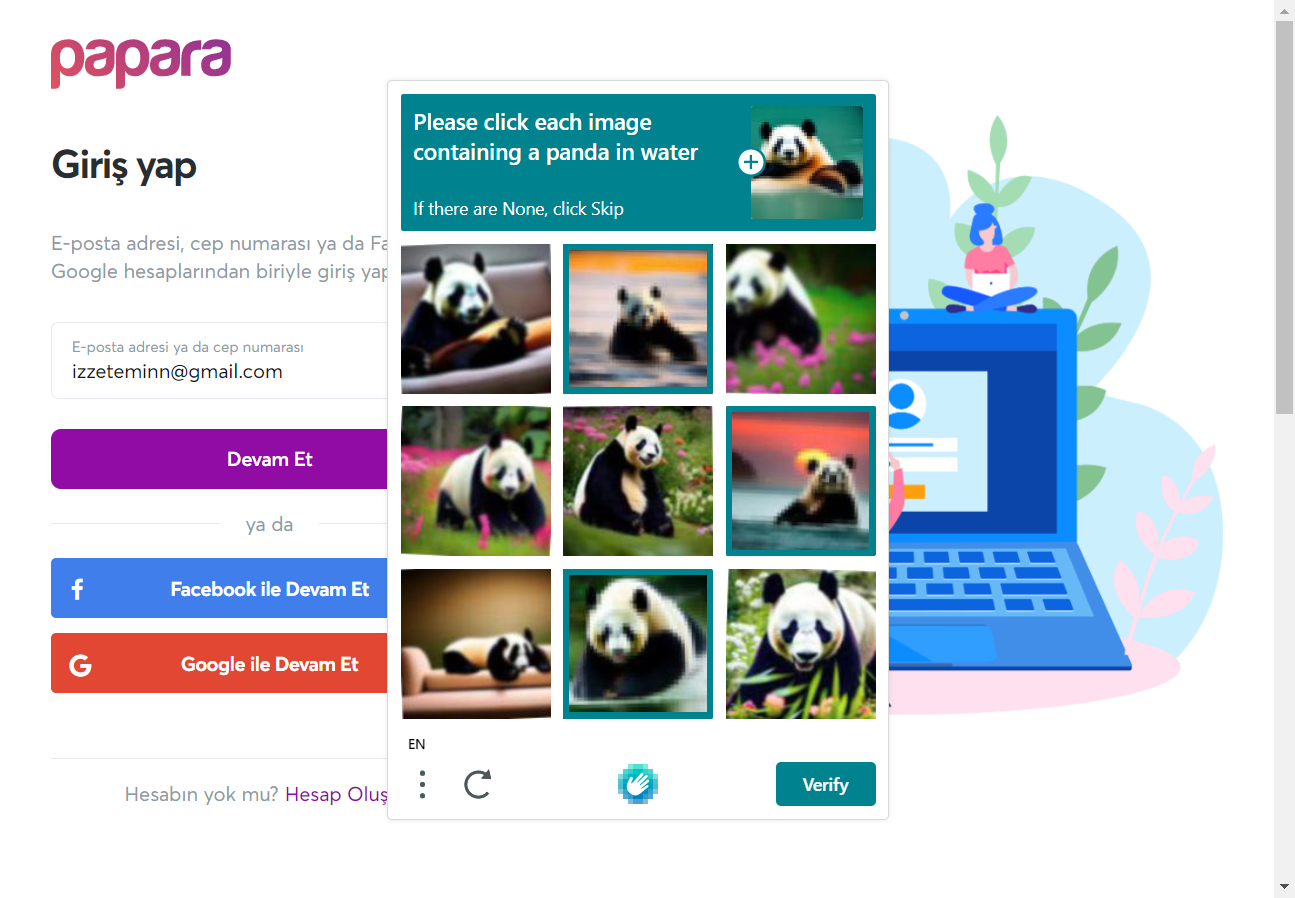 papara
Giriş yap
E-posta adresi, cep numarası ya da Fa
Google hesaplarından biriyle giriş yap
E-posta adresi ya da cep numarası
izzeteminn@gmail.com
Devam Et
ya da
f Facebook ile Devam Et
G Google ile Devam Et
Hesabın yok mu? Hesap Oluş
Please click each image
containing a panda in water
If there are None, click Skip
EN
Verify